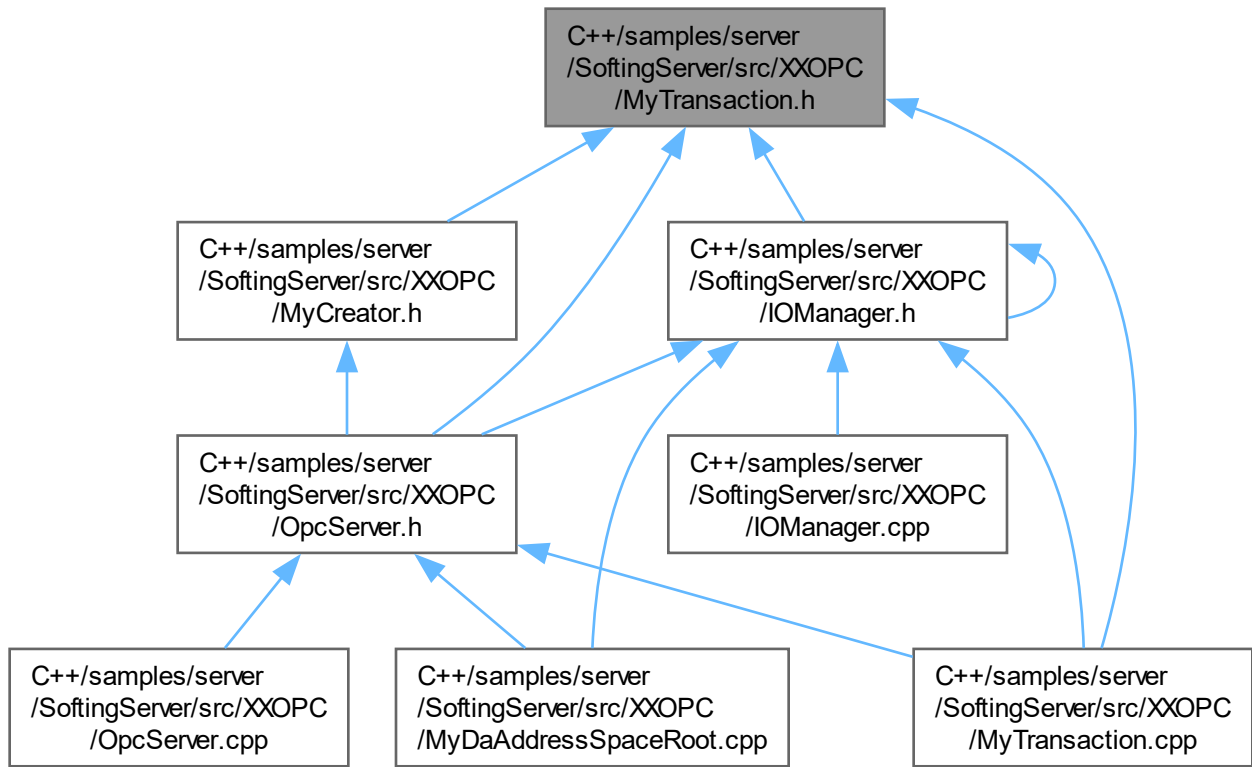 C++/samples/server
/SoftingServer/src/XXOPC
/MyTransaction.h
C++/samples/server
/SoftingServer/src/XXOPC
/MyCreator.h
C++/samples/server
/SoftingServer/src/XXOPC
/IOManager.h
C++/samples/server
/SoftingServer/src/XXOPC
/OpcServer.h
C++/samples/server
/SoftingServer/src/XXOPC
/IOManager.cpp
C++/samples/server
/SoftingServer/src/XXOPC
/OpcServer.cpp
C++/samples/server
/SoftingServer/src/XXOPC
/MyDaAddressSpaceRoot.cpp
C++/samples/server
/SoftingServer/src/XXOPC
/MyTransaction.cpp